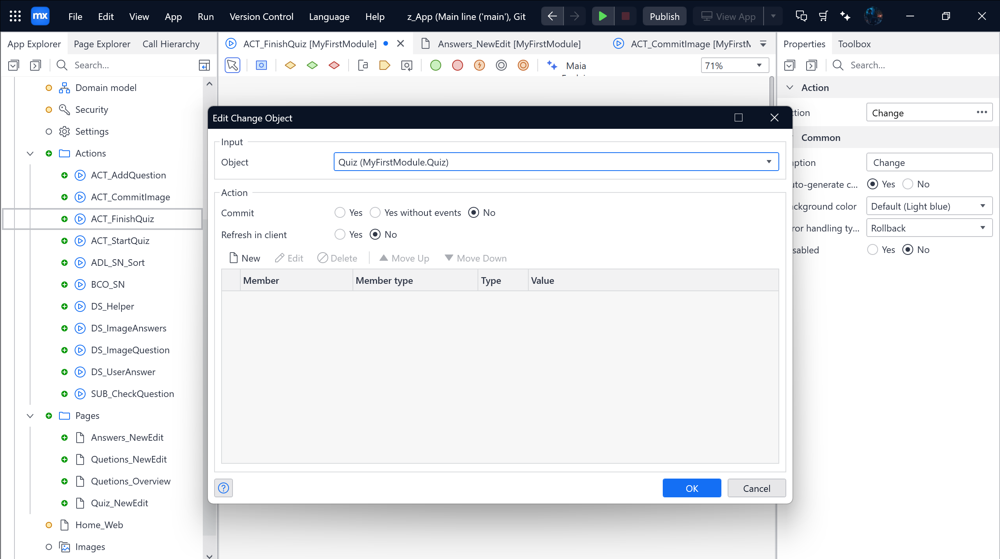 mx File Edit View App Run Version Control Language Help z_App (Main line ('main'), Git Publish View App
App Explorer Page Explorer Call Hierarchy
Search...
Domain model
Security
Settings
Actions
ACT_AddQuestion
ACT_CommitImage
ACT_FinishQuiz
ACT_StartQuiz
ADL_SN_Sort
BCO_SN
DS_Helper
DS_ImageAnswers
DS_ImageQuestion
DS_UserAnswer
SUB_CheckQuestion
Pages
Answers_NewEdit
Quetions_NewEdit
Quetions_Overview
Quiz_NewEdit
Home_Web
Images
ACT_FinishQuiz [MyFirstModule] Answers_NewEdit [MyFirstModule] ACT_CommitImage [MyFirstM
Maia 71%
Edit Change Object
Input
Object Quiz (MyFirstModule.Quiz)
Action
Commit Yes Yes without events No
Refresh in client Yes No
New Edit Delete Move Up Move Down
Member Member type Type Value
OK Cancel
Properties Toolbox
Search...
Action
ction Change
Common
aption Change
uto-generate c... Yes No
ckground color Default (Light blue)
ror handling ty... Rollback
sabled Yes No